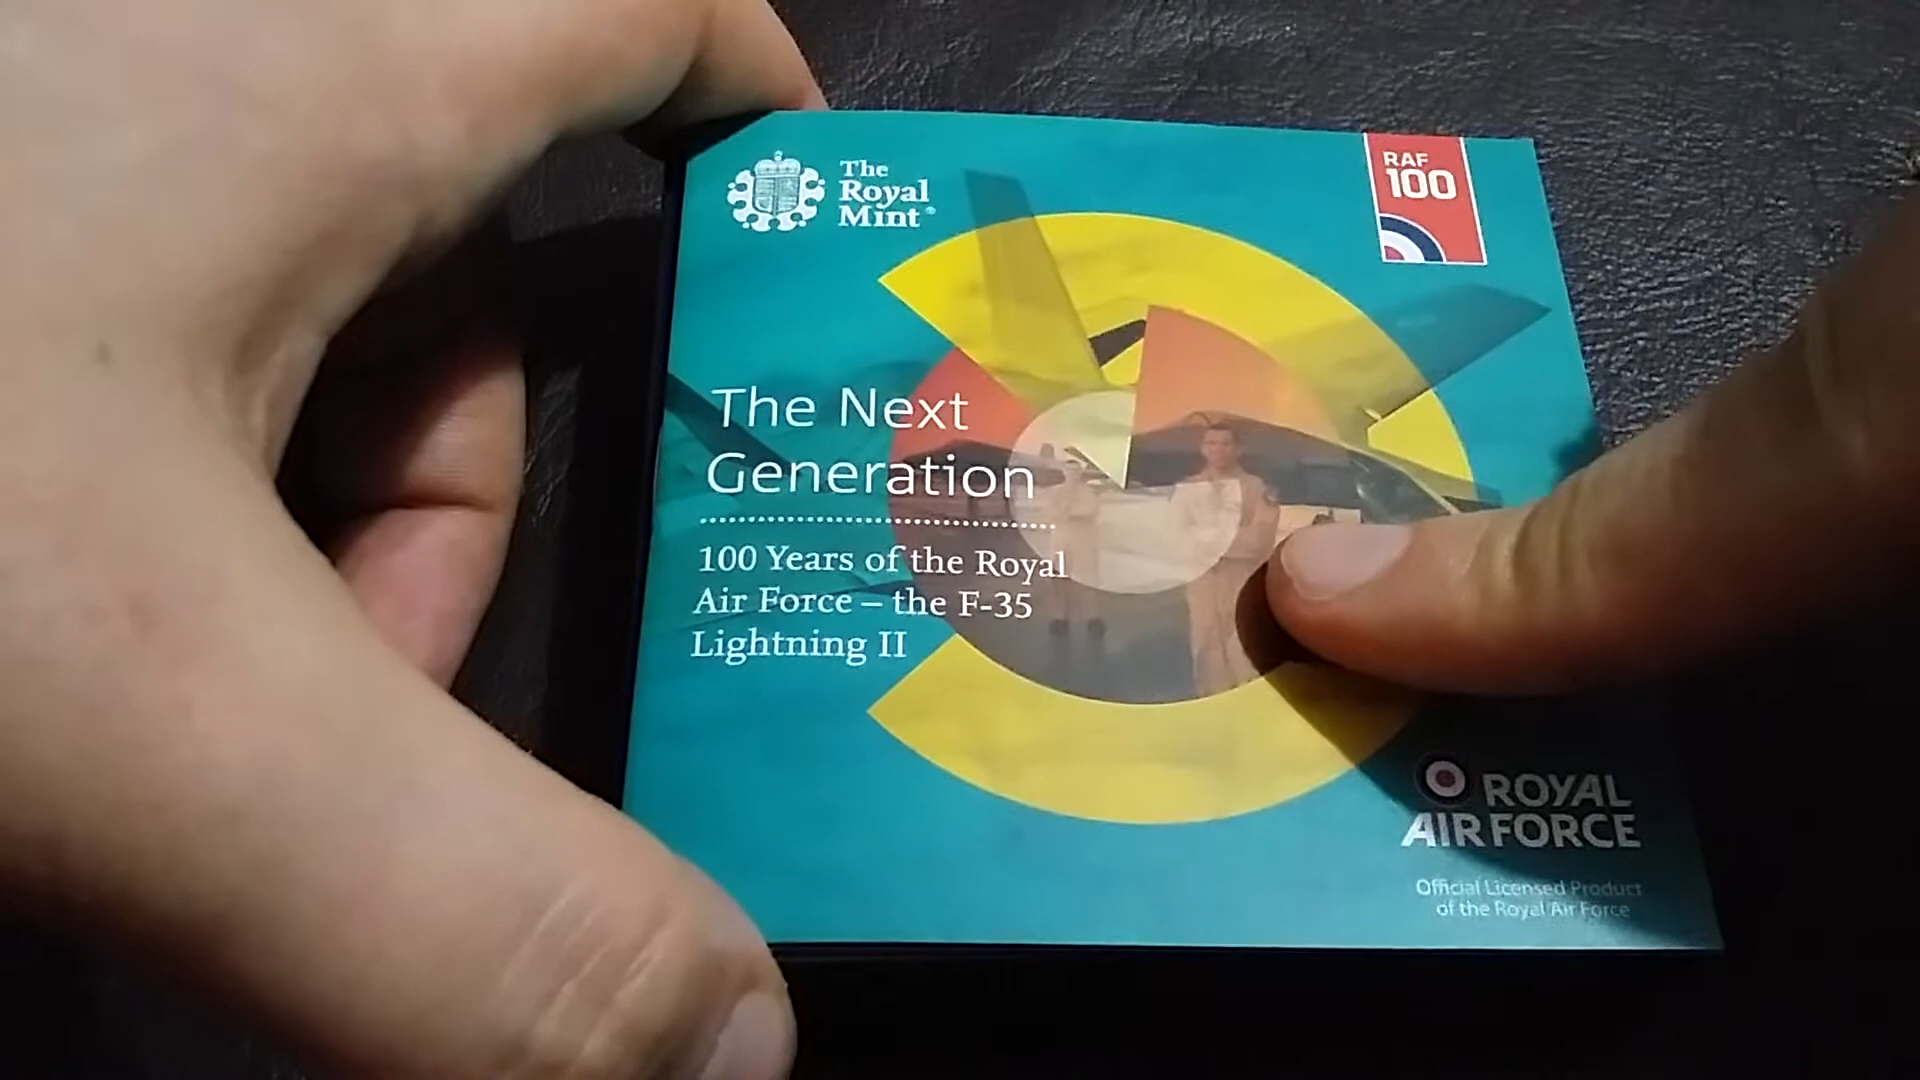 The
Royal
Mint®
RAF
100
The Next
Generation
100 Years of the Royal
Air Force – the F-35
Lightning II
ROYAL
AIR FORCE
Official Licensed Product
of the Royal Air Force